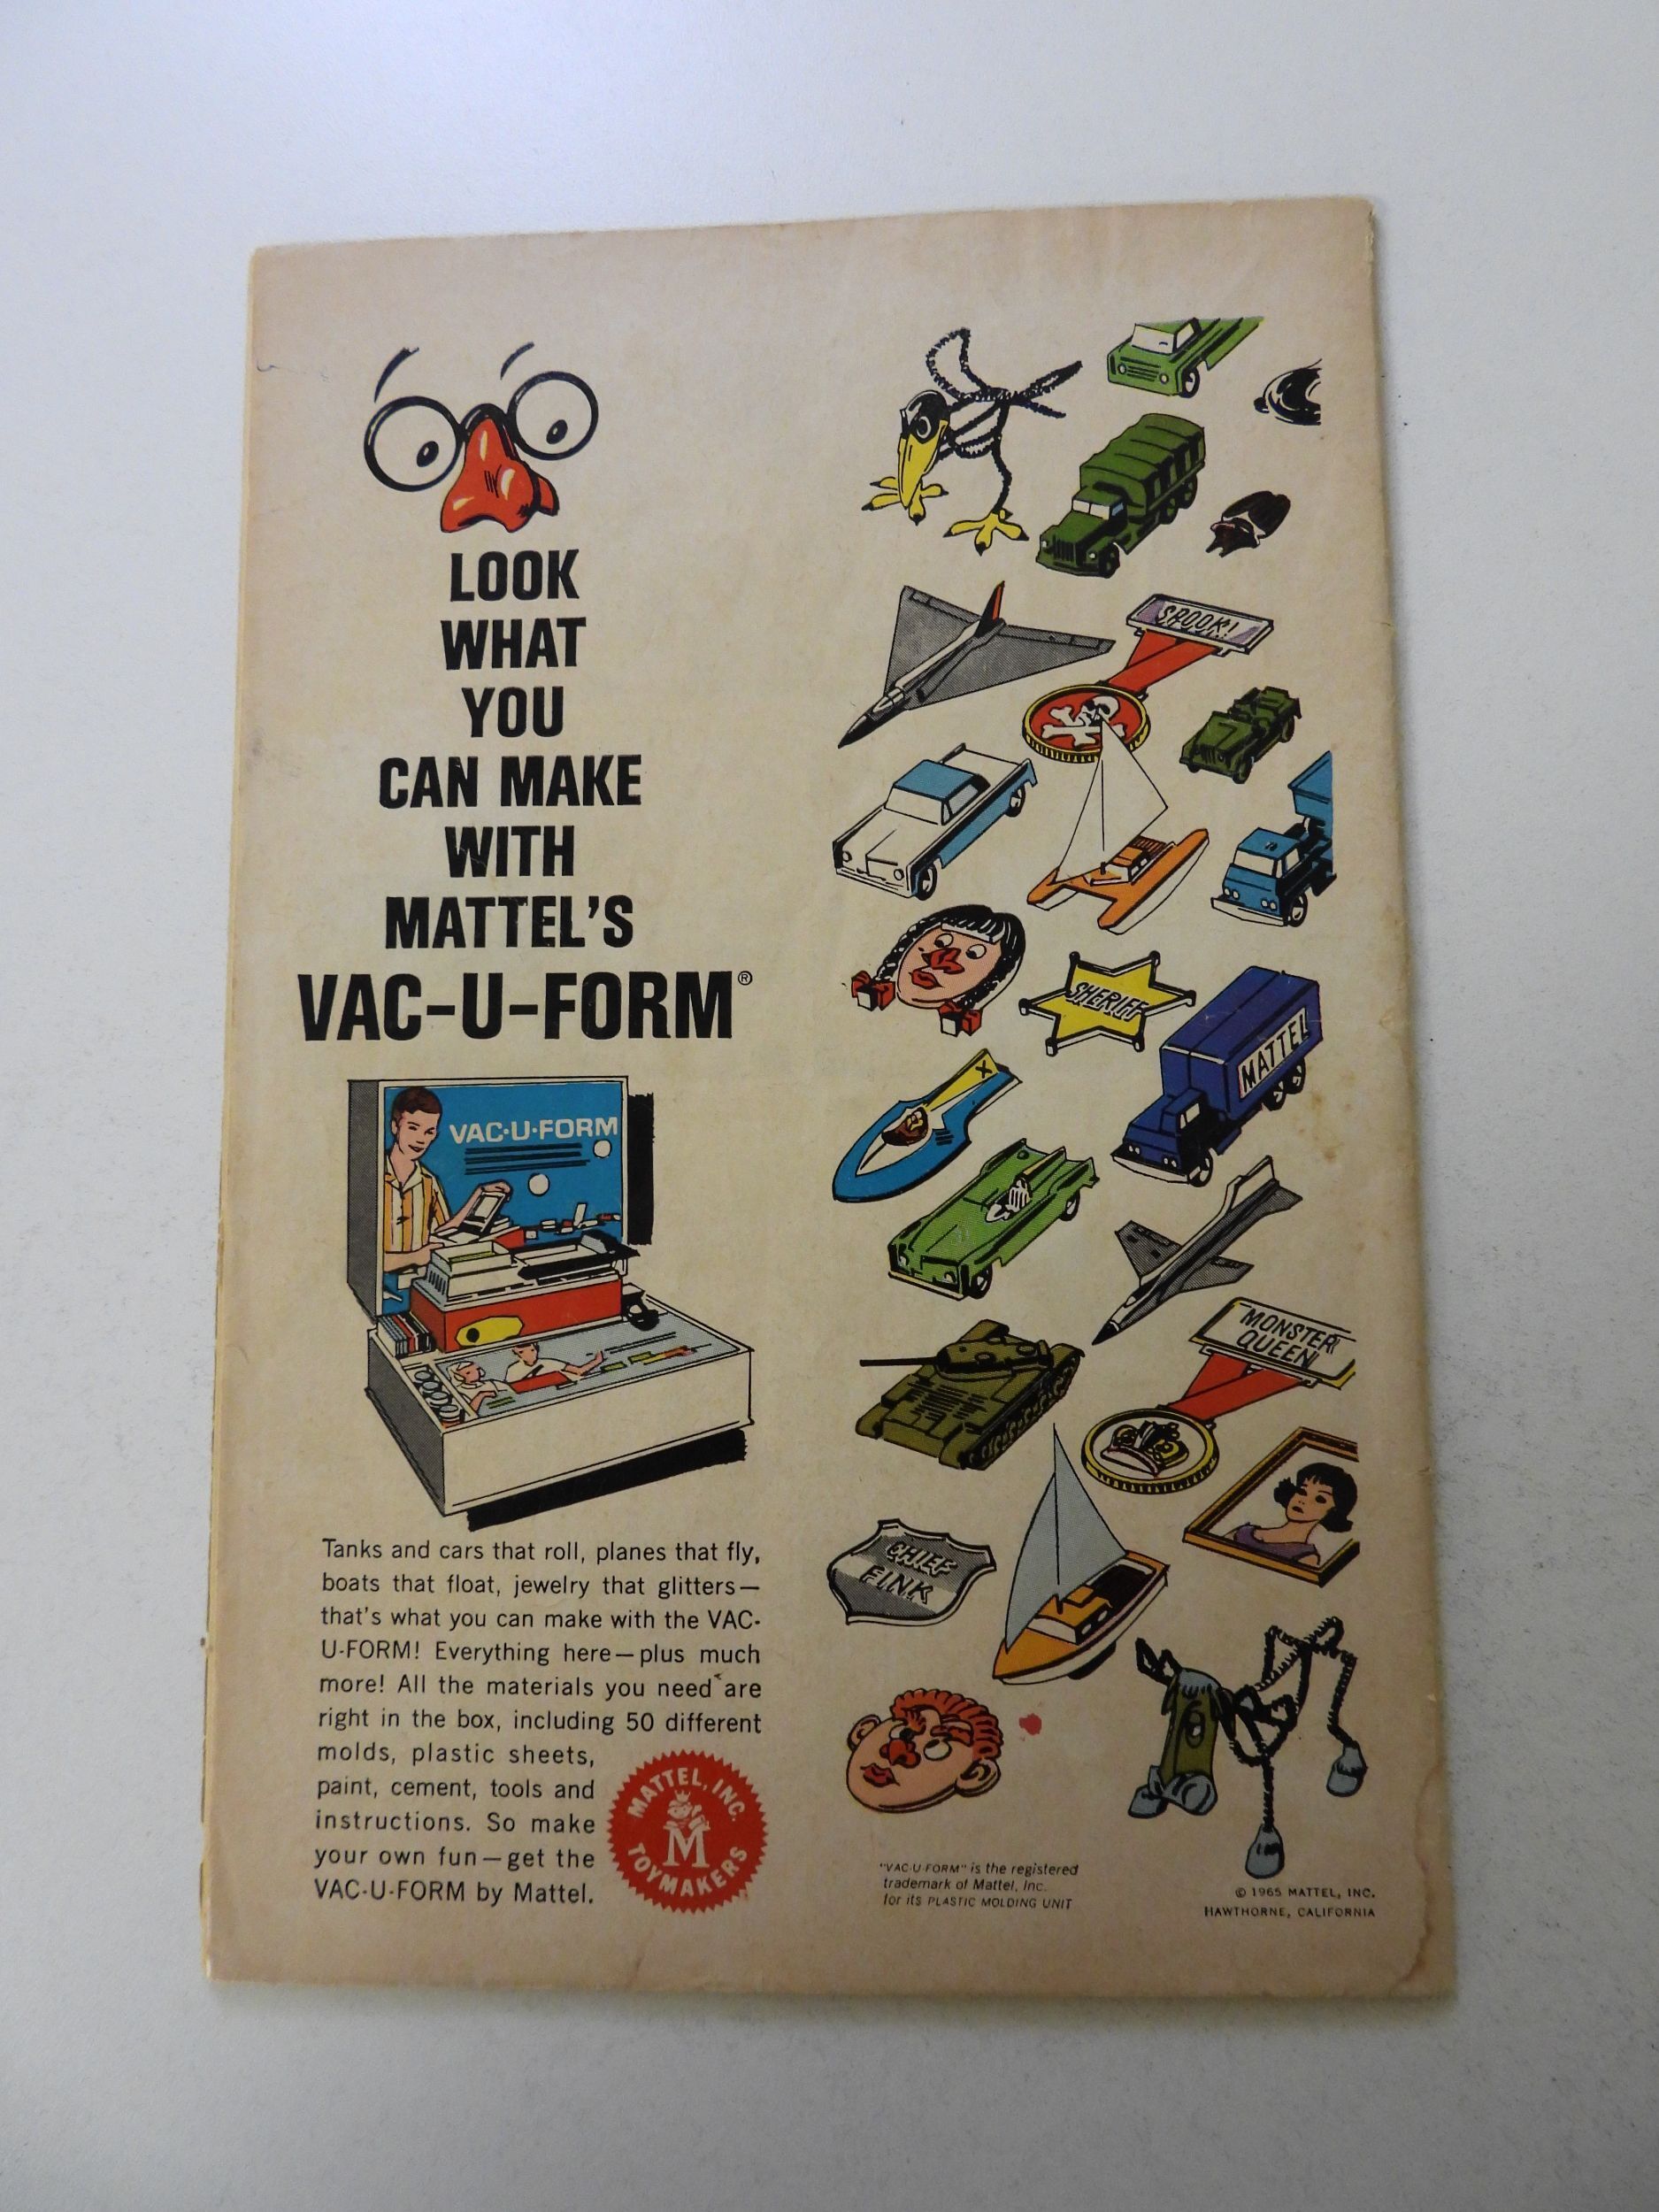 LOOK
WHAT
YOU
CAN MAKE
WITH
MATTEL'S
VAC-U-FORM®
VAC·U·FORM
Tanks and cars that roll, planes that fly,
boats that float, jewelry that glitters—
that's what you can make with the VAC-
U-FORM! Everything here—plus much
more! All the materials you need are
right in the box, including 50 different
molds, plastic sheets,
paint, cement, tools and
instructions. So make
your own fun—get the
VAC-U-FORM by Mattel.
MATTEL, INC.
M
TOYMAKERS
SPOOK!
SHERIFF
MATTEL
X
MONSTER
QUEEN
CHIEF
FINK
"VAC-U-FORM" is the registered
trademark of Mattel, Inc.
for its PLASTIC MOLDING UNIT
© 1965 MATTEL, INC.
HAWTHORNE, CALIFORNIA